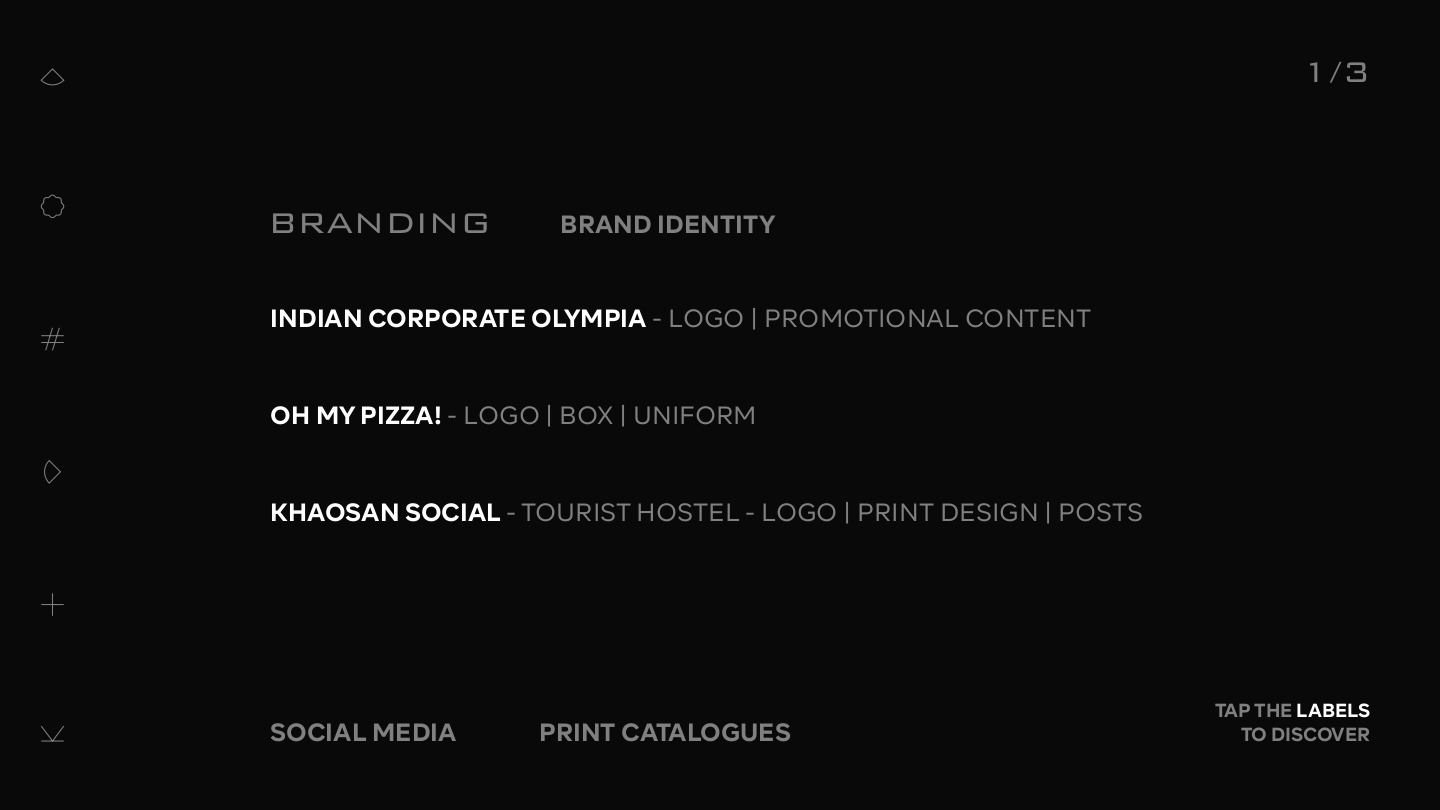 1/3
BRANDING BRAND IDENTITY
INDIAN CORPORATE OLYMPIA - LOGO | PROMOTIONAL CONTENT
OH MY PIZZA! - LOGO | BOX | UNIFORM
KHAOSAN SOCIAL - TOURIST HOSTEL - LOGO | PRINT DESIGN | POSTS
SOCIAL MEDIA PRINT CATALOGUES
TAP THE LABELS
TO DISCOVER